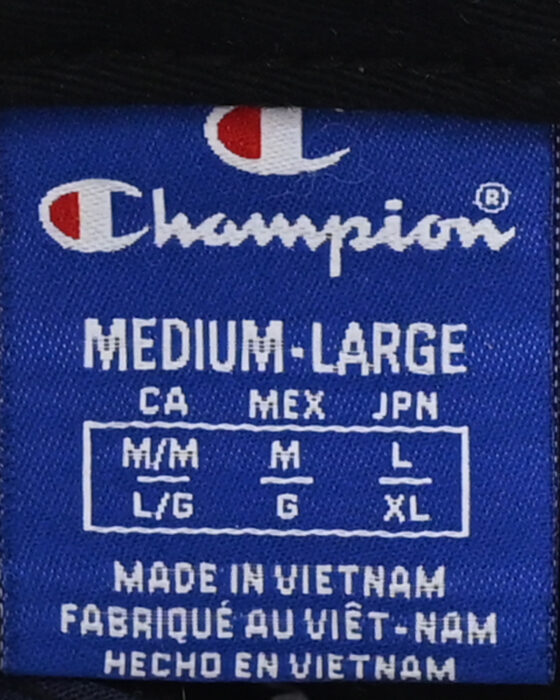 Champion®
MEDIUM-LARGE
CA MEX JPN
M/M M L
L/G G XL
MADE IN VIETNAM
FABRIQUÉ AU VIÊT-NAM
HECHO EN VIETNAM